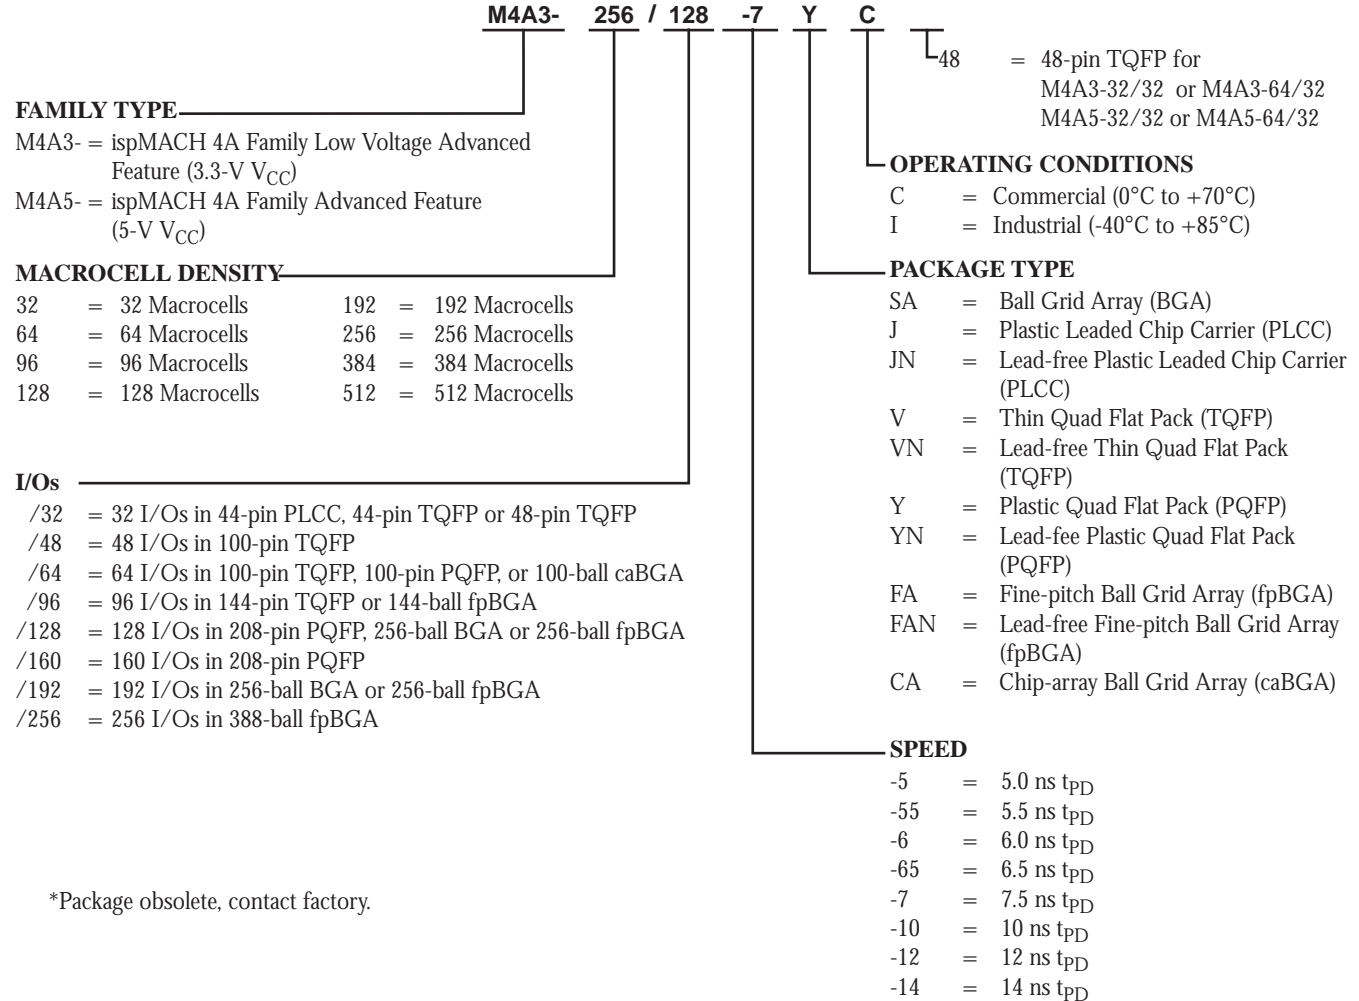 M4A3- 256 / 128 -7 Y C
48 = 48-pin TQFP for
M4A3-32/32 or M4A3-64/32
M4A5-32/32 or M4A5-64/32
FAMILY TYPE
M4A3- = ispMACH 4A Family Low Voltage Advanced
Feature (3.3-V VCC)
M4A5- = ispMACH 4A Family Advanced Feature
(5-V VCC)
MACROCELL DENSITY
32 = 32 Macrocells 192 = 192 Macrocells
64 = 64 Macrocells 256 = 256 Macrocells
96 = 96 Macrocells 384 = 384 Macrocells
128 = 128 Macrocells 512 = 512 Macrocells
I/Os
/32 = 32 I/Os in 44-pin PLCC, 44-pin TQFP or 48-pin TQFP
/48 = 48 I/Os in 100-pin TQFP
/64 = 64 I/Os in 100-pin TQFP, 100-pin PQFP, or 100-ball caBGA
/96 = 96 I/Os in 144-pin TQFP or 144-ball fpBGA
/128 = 128 I/Os in 208-pin PQFP, 256-ball BGA or 256-ball fpBGA
/160 = 160 I/Os in 208-pin PQFP
/192 = 192 I/Os in 256-ball BGA or 256-ball fpBGA
/256 = 256 I/Os in 388-ball fpBGA
OPERATING CONDITIONS
C = Commercial (0°C to +70°C)
I = Industrial (-40°C to +85°C)
PACKAGE TYPE
SA = Ball Grid Array (BGA)
J = Plastic Leaded Chip Carrier (PLCC)
JN = Lead-free Plastic Leaded Chip Carrier
(PLCC)
V = Thin Quad Flat Pack (TQFP)
VN = Lead-free Thin Quad Flat Pack
(TQFP)
Y = Plastic Quad Flat Pack (PQFP)
YN = Lead-fee Plastic Quad Flat Pack
(PQFP)
FA = Fine-pitch Ball Grid Array (fpBGA)
FAN = Lead-free Fine-pitch Ball Grid Array
(fpBGA)
CA = Chip-array Ball Grid Array (caBGA)
SPEED
-5 = 5.0 ns tPD
-55 = 5.5 ns tPD
-6 = 6.0 ns tPD
-65 = 6.5 ns tPD
-7 = 7.5 ns tPD
-10 = 10 ns tPD
-12 = 12 ns tPD
-14 = 14 ns tPD
*Package obsolete, contact factory.